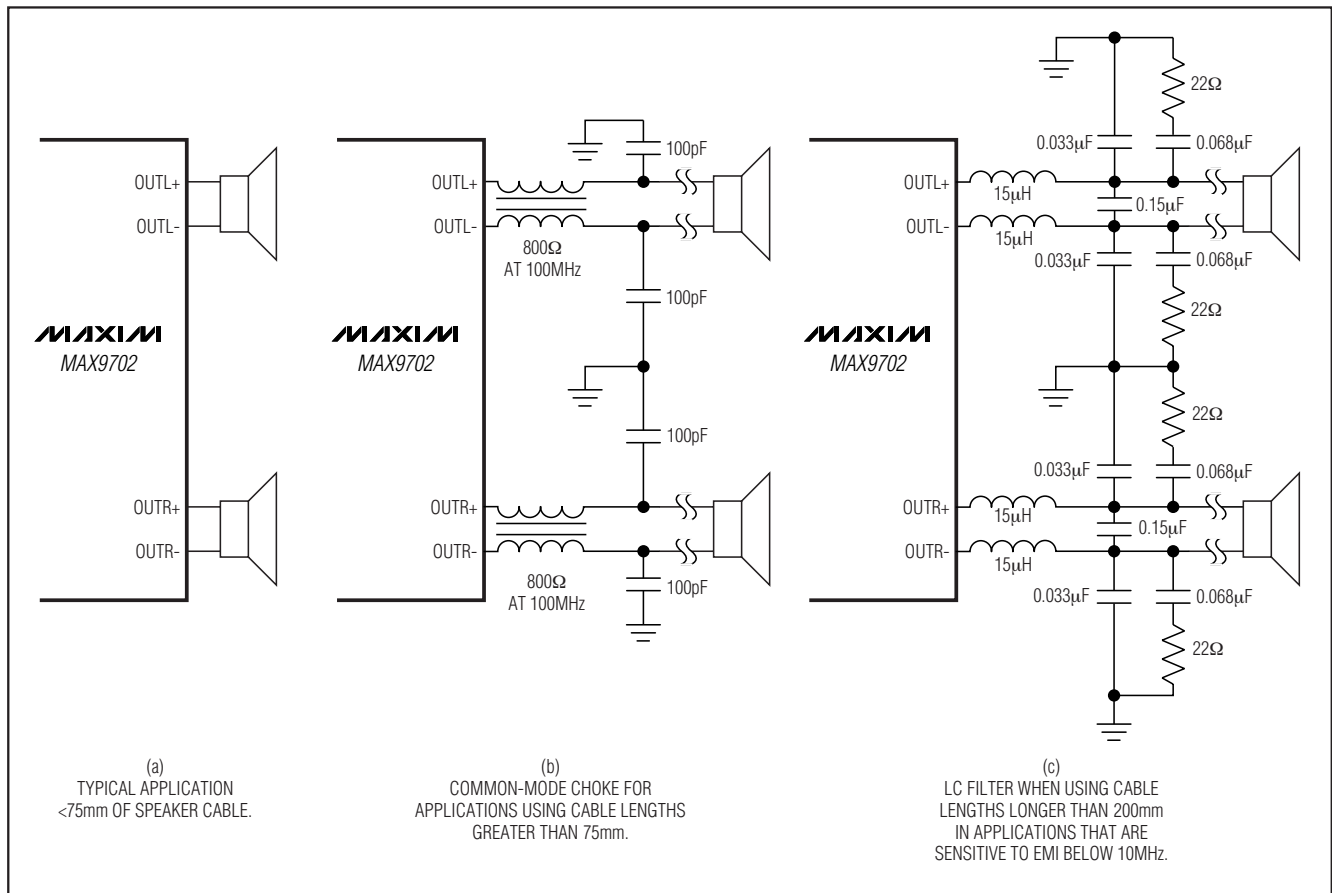 OUTL+
OUTL-
MAXIM
MAX9702
OUTR+
OUTR-
(a)
TYPICAL APPLICATION
<75mm OF SPEAKER CABLE.
100pF
OUTL+
OUTL-
800Ω
AT 100MHz
100pF
MAXIM
MAX9702
100pF
OUTR+
OUTR-
800Ω
AT 100MHz
100pF
(b)
COMMON-MODE CHOKE FOR
APPLICATIONS USING CABLE LENGTHS
GREATER THAN 75mm.
22Ω
0.033µF
0.068µF
OUTL+
15µH
0.15µF
OUTL-
15µH
0.033µF
0.068µF
22Ω
MAXIM
MAX9702
22Ω
0.033µF
0.068µF
OUTR+
15µH
0.15µF
OUTR-
15µH
0.033µF
0.068µF
22Ω
(c)
LC FILTER WHEN USING CABLE
LENGTHS LONGER THAN 200mm
IN APPLICATIONS THAT ARE
SENSITIVE TO EMI BELOW 10MHz.